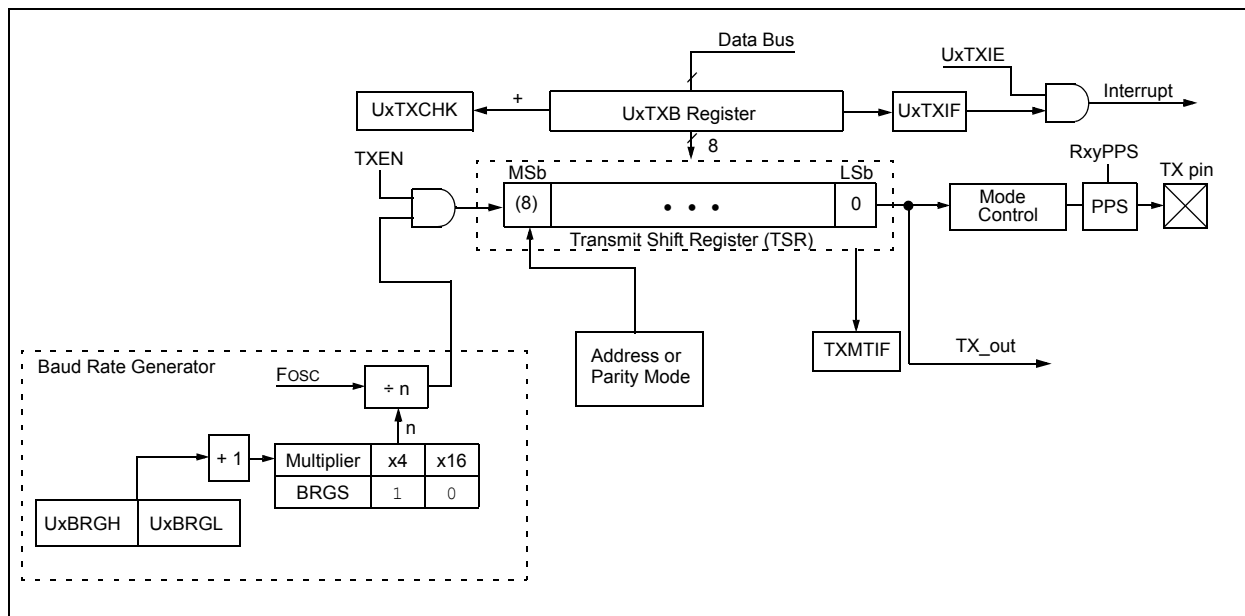 Data Bus
UxTXIE
Interrupt
UxTXCHK
+
UxTXB Register
UxTXIF
8
TXEN
RxyPPS
MSb
LSb
TX pin
(8)
• • •
0
Mode
Control
PPS
Transmit Shift Register (TSR)
Address or
Parity Mode
TXMTIF
TX_out
Baud Rate Generator
FOSC
÷ n
n
+ 1
Multiplier x4 x16
BRGS 1 0
UxBRGH UxBRGL